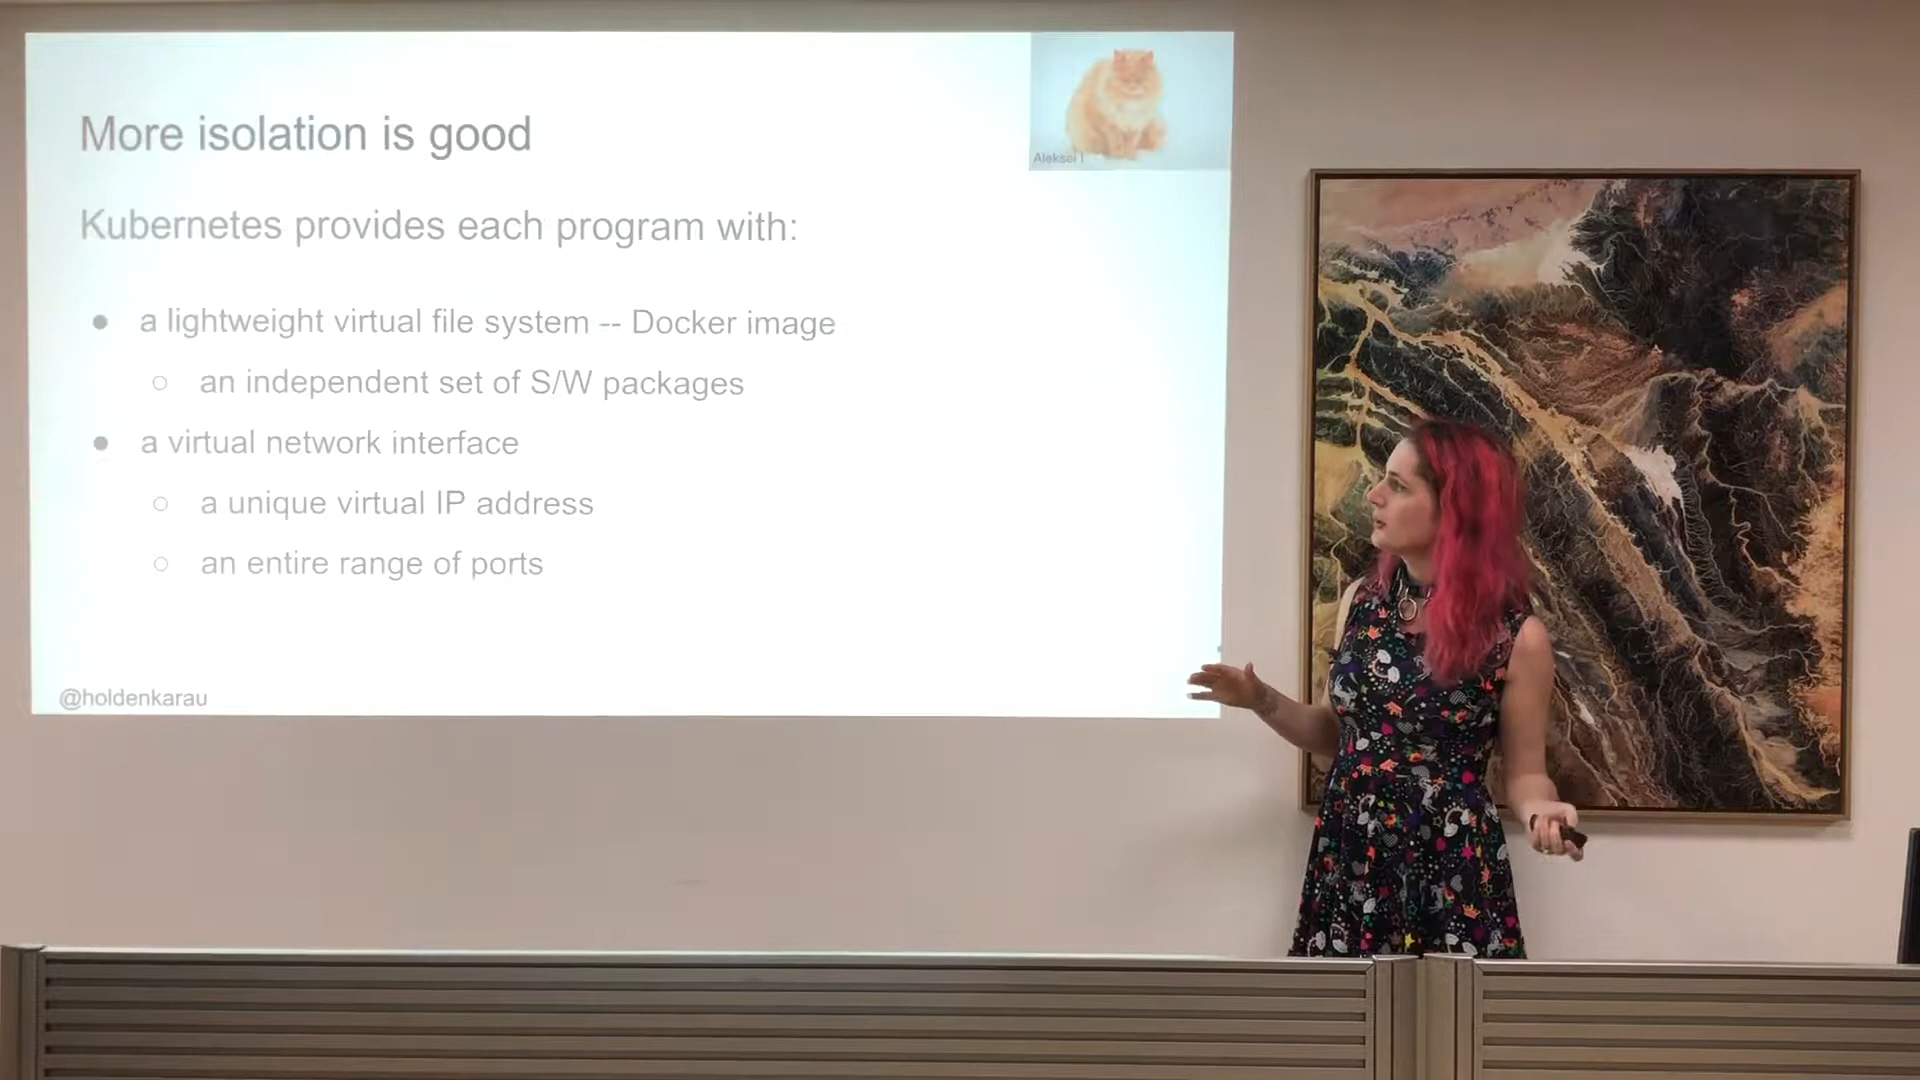 More isolation is good
Aleksei I
Kubernetes provides each program with:
● a lightweight virtual file system -- Docker image
○ an independent set of S/W packages
● a virtual network interface
○ a unique virtual IP address
○ an entire range of ports
@holdenkarau